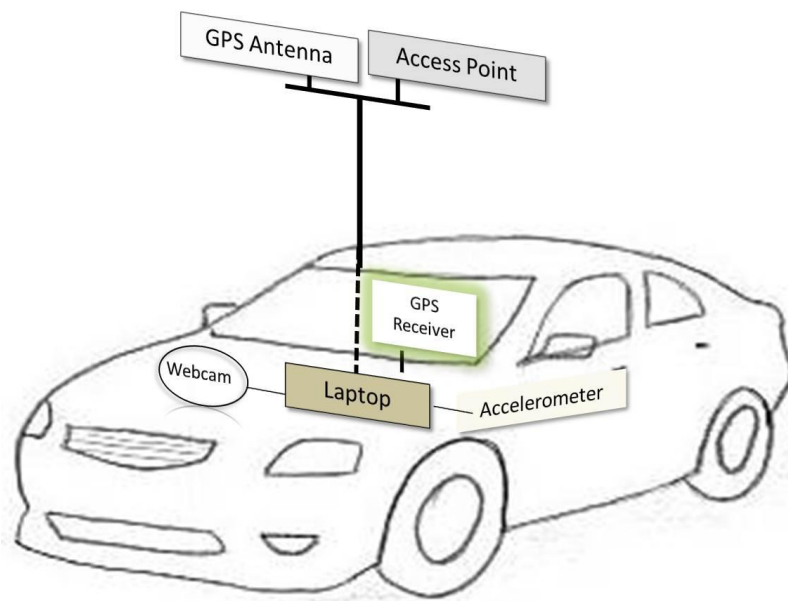 GPS Antenna
Access Point
GPS
Receiver
Webcam
Laptop
Accelerometer